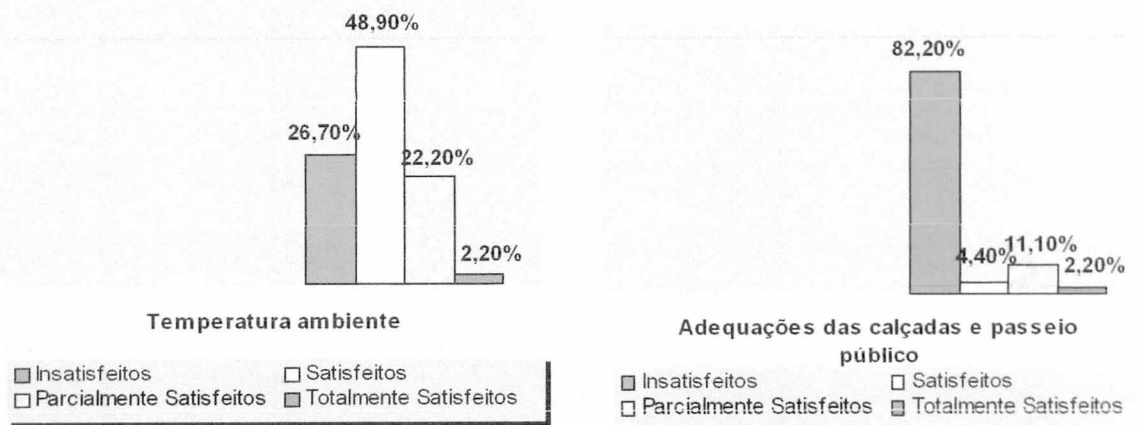 48,90%
26,70%
22,20%
2,20%
Temperatura ambiente
Insatisfeitos Satisfeitos
Parcialmente Satisfeitos Totalmente Satisfeitos
82,20%
4,40%
11,10%
2,20%
Adequações das calçadas e passeio
público
Insatisfeitos Satisfeitos
Parcialmente Satisfeitos Totalmente Satisfeitos